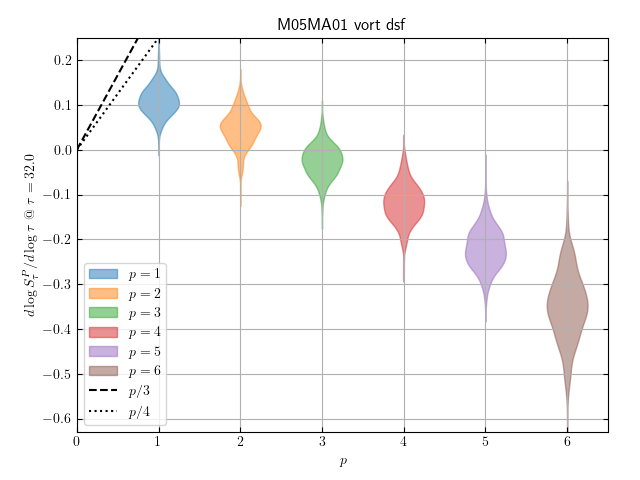 M05MA01 vort dsf
d log S_τ^P / d log τ @ τ = 32.0
0.2
0.1
0.0
−0.1
−0.2
−0.3
−0.4
−0.5
−0.6
p = 1
p = 2
p = 3
p = 4
p = 5
p = 6
p/3
p/4
0 1 2 3 4 5 6
p